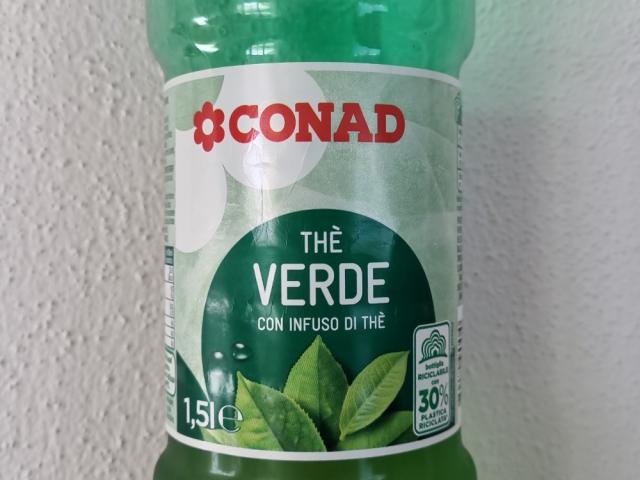 CONAD
THÈ
VERDE
CON INFUSO DI THÈ
1,5l e
bottiglia
RICICLABILE
con
30%
PLASTICA
RICICLATA*